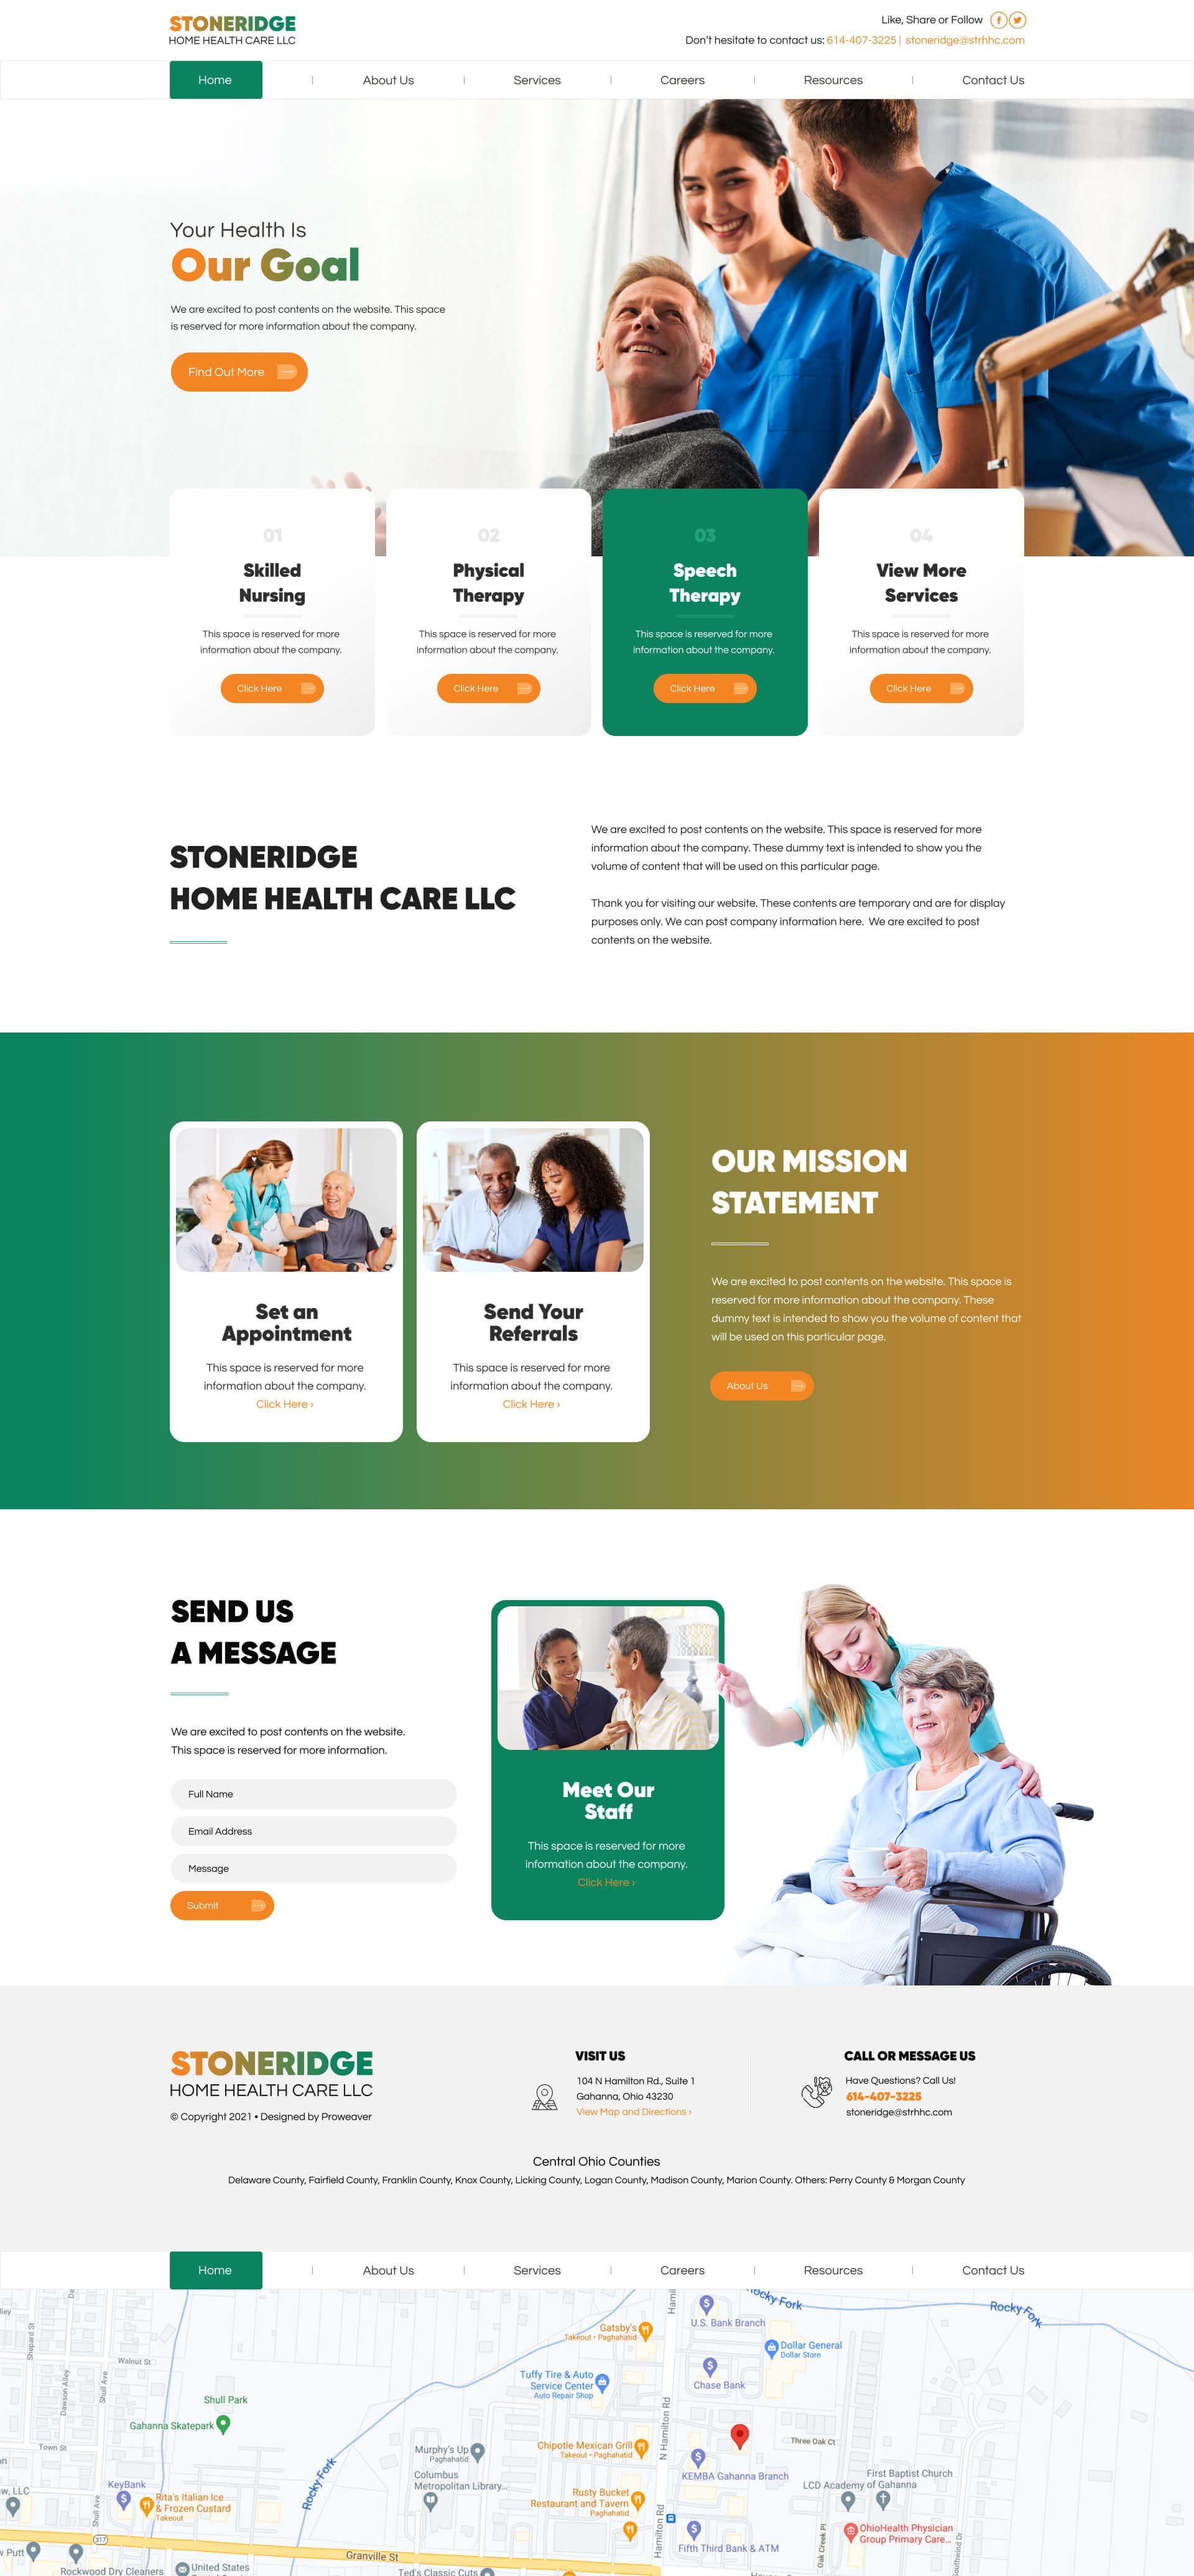 STONERIDGE
HOME HEALTH CARE LLC
Like, Share or Follow
Don't hesitate to contact us: 614-407-3225 | stoneridge@strhhc.com
Home
About Us
Services
Careers
Resources
Contact Us
Your Health Is
Our Goal
We are excited to post contents on the website. This space
is reserved for more information about the company.
Find Out More
01
Skilled
Nursing
This space is reserved for more
information about the company.
Click Here
02
Physical
Therapy
This space is reserved for more
information about the company.
Click Here
03
Speech
Therapy
This space is reserved for more
information about the company.
Click Here
04
View More
Services
This space is reserved for more
information about the company.
Click Here
STONERIDGE
HOME HEALTH CARE LLC
We are excited to post contents on the website. This space is reserved for more
information about the company. These dummy text is intended to show you the
volume of content that will be used on this particular page.
Thank you for visiting our website. These contents are temporary and are for display
purposes only. We can post company information here. We are excited to post
contents on the website.
Set an
Appointment
This space is reserved for more
information about the company.
Click Here ›
Send Your
Referrals
This space is reserved for more
information about the company.
Click Here ›
OUR MISSION
STATEMENT
We are excited to post contents on the website. This space is
reserved for more information about the company. These
dummy text is intended to show you the volume of content that
will be used on this particular page.
About Us
SEND US
A MESSAGE
We are excited to post contents on the website.
This space is reserved for more information.
Full Name
Email Address
Message
Submit
Meet Our
Staff
This space is reserved for more
information about the company.
Click Here ›
STONERIDGE
HOME HEALTH CARE LLC
© Copyright 2021 • Designed by Proweaver
VISIT US
104 N Hamilton Rd., Suite 1
Gahanna, Ohio 43230
View Map and Directions ›
CALL OR MESSAGE US
Have Questions? Call Us!
614-407-3225
stoneridge@strhhc.com
Central Ohio Counties
Delaware County, Fairfield County, Franklin County, Knox County, Licking County, Logan County, Madison County, Marion County. Others: Perry County & Morgan County
Home
About Us
Services
Careers
Resources
Contact Us
Rocky Fork
Rocky Fork
Hamil
U.S. Bank Branch
Gatsby's
Takeout • Paghahatid
Dollar General
Dollar Store
Shepard St
Walnut St
Dawson Alley
Shull Ave
Tuffy Tire & Auto
Service Center
Auto Repair Shop
Chase Bank
Shull Park
Gahanna Skatepark
N Hamilton Rd
Three Oak Ct
Town St
Murphy's Up
Paghahatid
Chipotle Mexican Grill
Takeout • Paghahatid
Columbus
Metropolitan Library...
KEMBA Gahanna Branch
First Baptist Church
of Gahanna
LCD Academy
w, LLC
KeyBank
Rita's Italian Ice
& Frozen Custard
Takeout
Rocky Fork
Rusty Bucket
Restaurant and Tavern
Paghahatid
Shull Ave
317
Hamilton Rd
OhioHealth Physician
Group Primary Care...
Oak Creek Pl
Southwind Dr
Putt
Granville St
Fifth Third Bank & ATM
Rockwood Dry Cleaners
United States
Ted's Classic Cuts